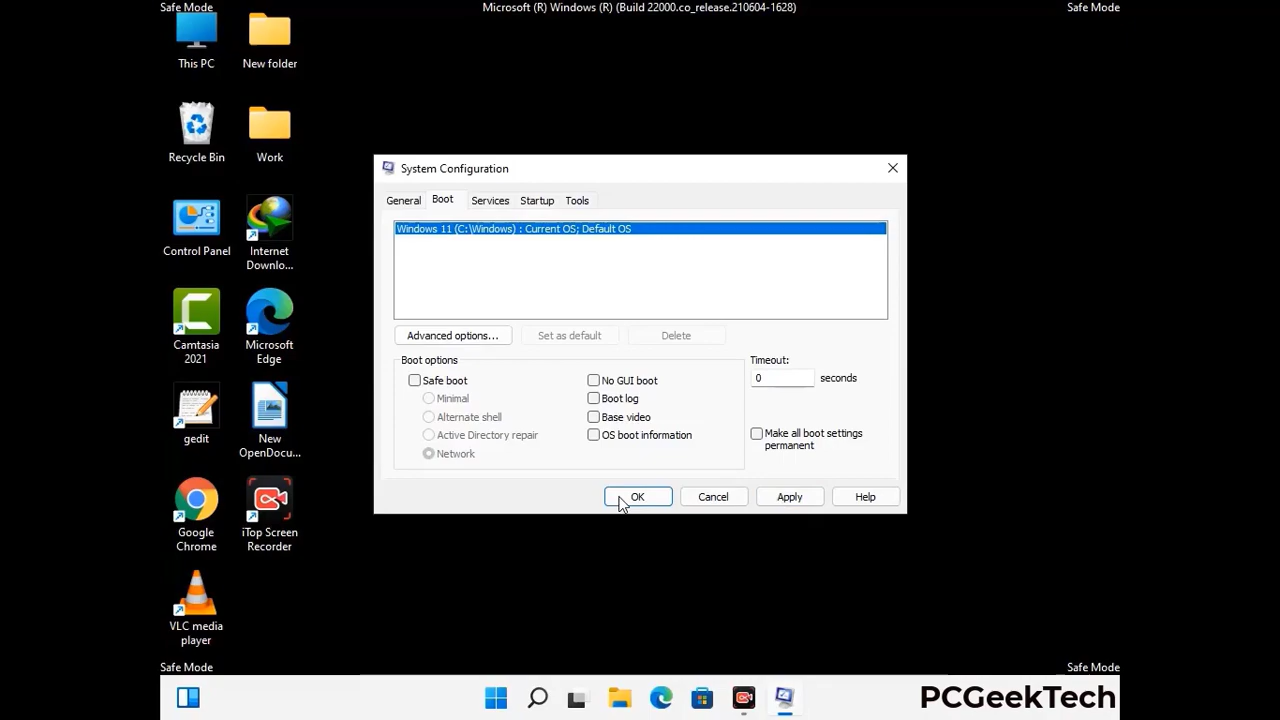 Safe Mode
Microsoft (R) Windows (R) (Build 22000.co_release.210604-1628)
Safe Mode
This PC
New folder
Recycle Bin
Work
Control Panel
Internet
Downlo...
Camtasia
2021
Microsoft
Edge
gedit
New
OpenDocu...
Google
Chrome
iTop Screen
Recorder
VLC media
player
System Configuration
General
Boot
Services
Startup
Tools
Windows 11 (C:\Windows) : Current OS; Default OS
Advanced options...
Set as default
Delete
Boot options
Safe boot
Minimal
Alternate shell
Active Directory repair
Network
No GUI boot
Boot log
Base video
OS boot information
Timeout:
0 seconds
Make all boot settings
permanent
OK
Cancel
Apply
Help
Safe Mode
Safe Mode
PCGeekTech